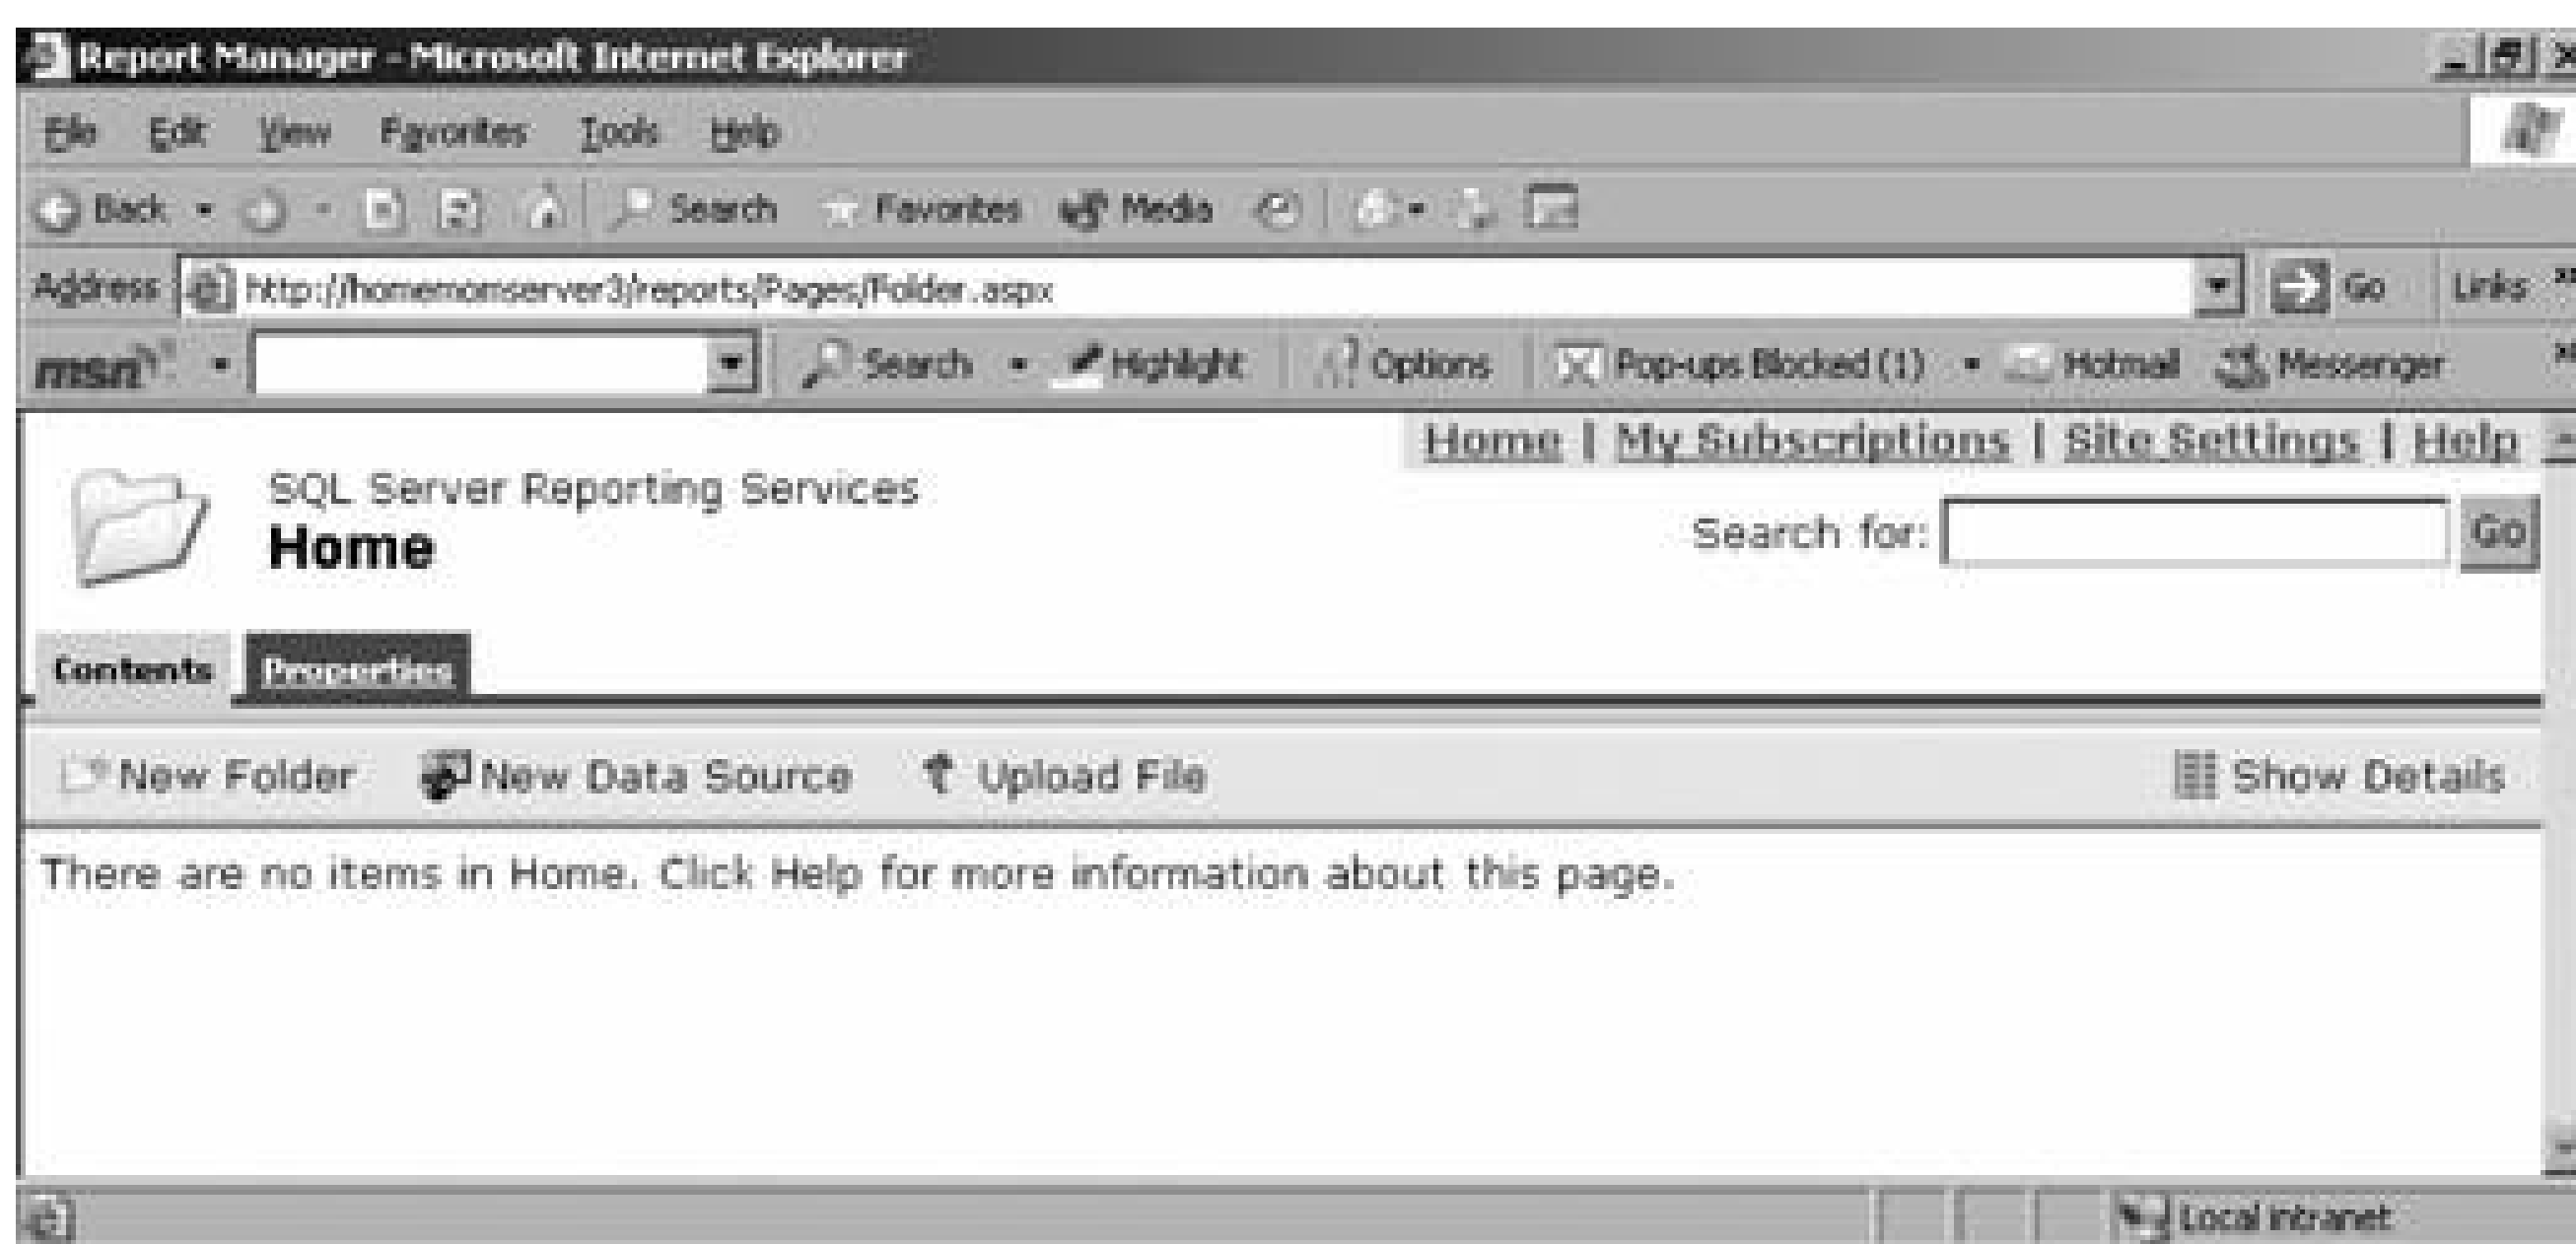 Report Manager - Microsoft Internet Explorer
File Edit View Favorites Tools Help
Back Search Favorites Media
Address http://homemomserver3/reports/Pages/Folder.aspx Go Links »
msn Search Highlight Options Pop-ups Blocked (1) Hotmail Messenger »
Home | My Subscriptions | Site Settings | Help
SQL Server Reporting Services
Home
Search for: Go
Contents Properties
New Folder New Data Source Upload File Show Details
There are no items in Home. Click Help for more information about this page.
Local intranet